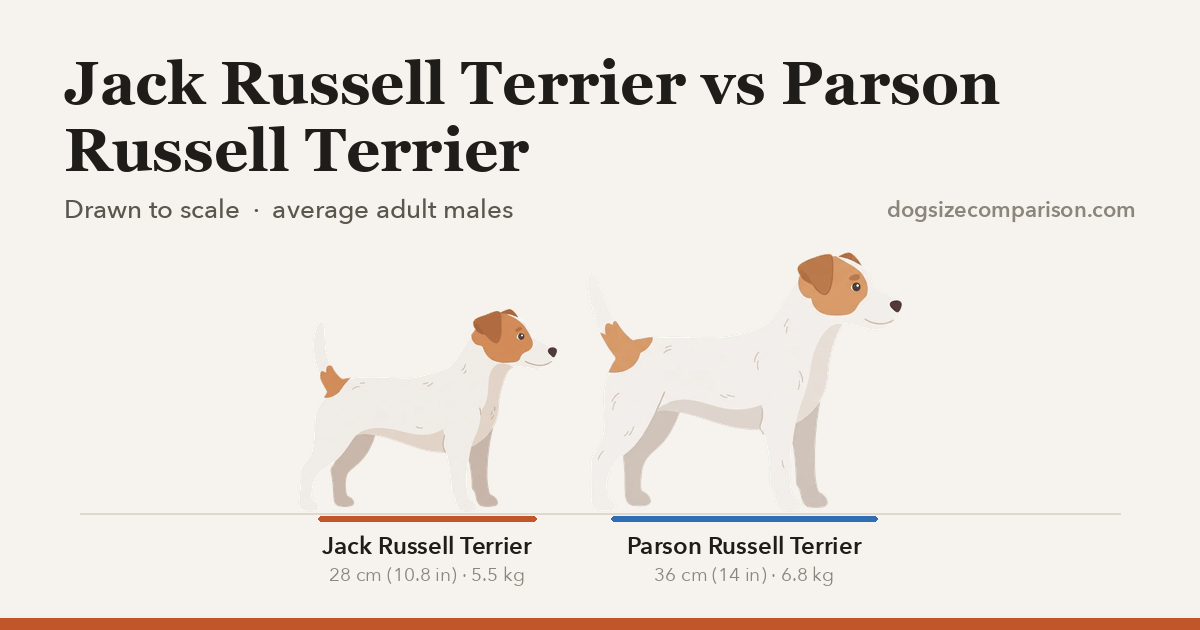 Jack Russell Terrier vs Parson
Russell Terrier
Drawn to scale · average adult males
dogsizecomparison.com
Jack Russell Terrier
28 cm (10.8 in) · 5.5 kg
Parson Russell Terrier
36 cm (14 in) · 6.8 kg